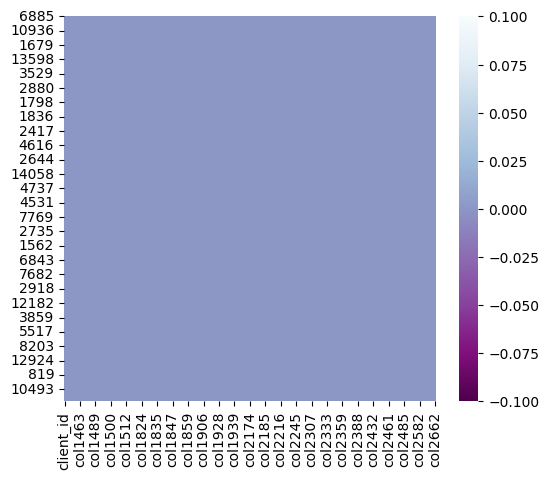 6885
10936
1679
13598
3529
2880
1798
1836
2417
4616
2644
14058
4737
4531
7769
2735
1562
6843
7682
2918
12182
3859
5517
8203
12924
819
10493
client_id
col1463
col1489
col1500
col1512
col1824
col1835
col1847
col1859
col1906
col1928
col1939
col2174
col2185
col2216
col2245
col2307
col2333
col2359
col2388
col2432
col2461
col2485
col2582
col2662
0.100
0.075
0.050
0.025
0.000
−0.025
−0.050
−0.075
−0.100